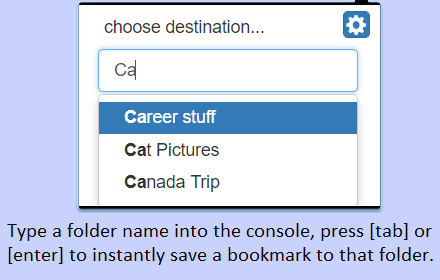 choose destination...
Ca
Career stuff
Cat Pictures
Canada Trip
Type a folder name into the console, press [tab] or
[enter] to instantly save a bookmark to that folder.